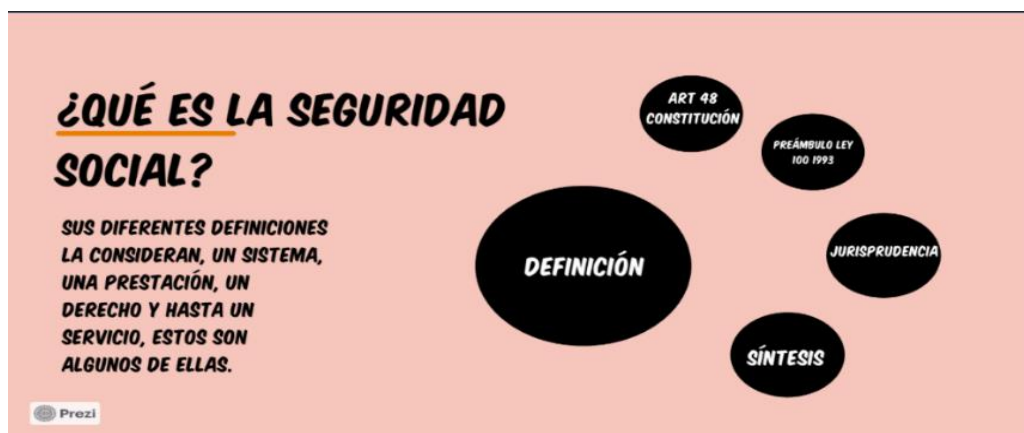 ¿QUÉ ES LA SEGURIDAD
SOCIAL?
SUS DIFERENTES DEFINICIONES
LA CONSIDERAN, UN SISTEMA,
UNA PRESTACIÓN, UN
DERECHO Y HASTA UN
SERVICIO, ESTOS SON
ALGUNOS DE ELLAS.
DEFINICIÓN
ART 48
CONSTITUCIÓN
PREÁMBULO LEY
100 1993
JURISPRUDENCIA
SÍNTESIS
Prezi